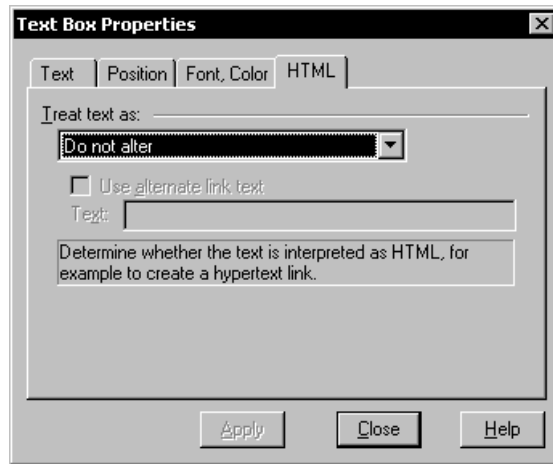 Text Box Properties
Text Position Font, Color HTML
Treat text as:
Do not alter
Use alternate link text
Text:
Determine whether the text is interpreted as HTML, for
example to create a hypertext link.
Apply Close Help